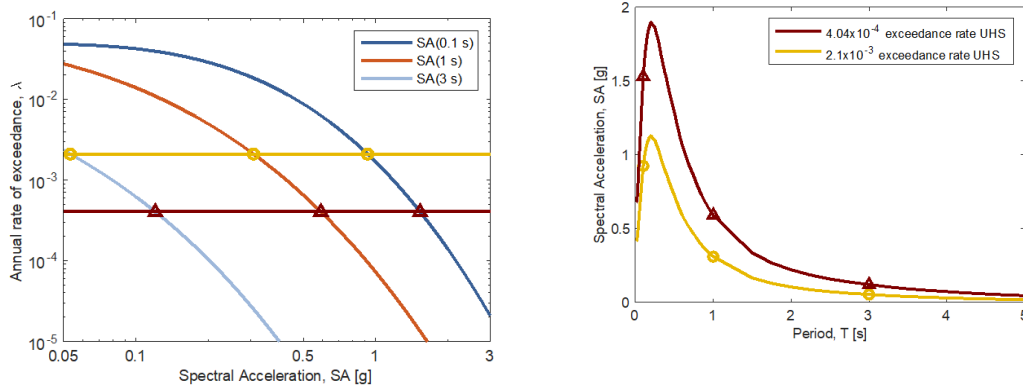 10⁻¹
10⁻²
10⁻³
10⁻⁴
10⁻⁵
Annual rate of exceedance, λ
SA(0.1 s)
SA(1 s)
SA(3 s)
0.05 0.1 0.5 1 3
Spectral Acceleration, SA [g]
2
1.5
1
0.5
0
Spectral Acceleration, SA [g]
4.04x10⁻⁴ exceedance rate UHS
2.1x10⁻³ exceedance rate UHS
0 1 2 3 4 5
Period, T [s]